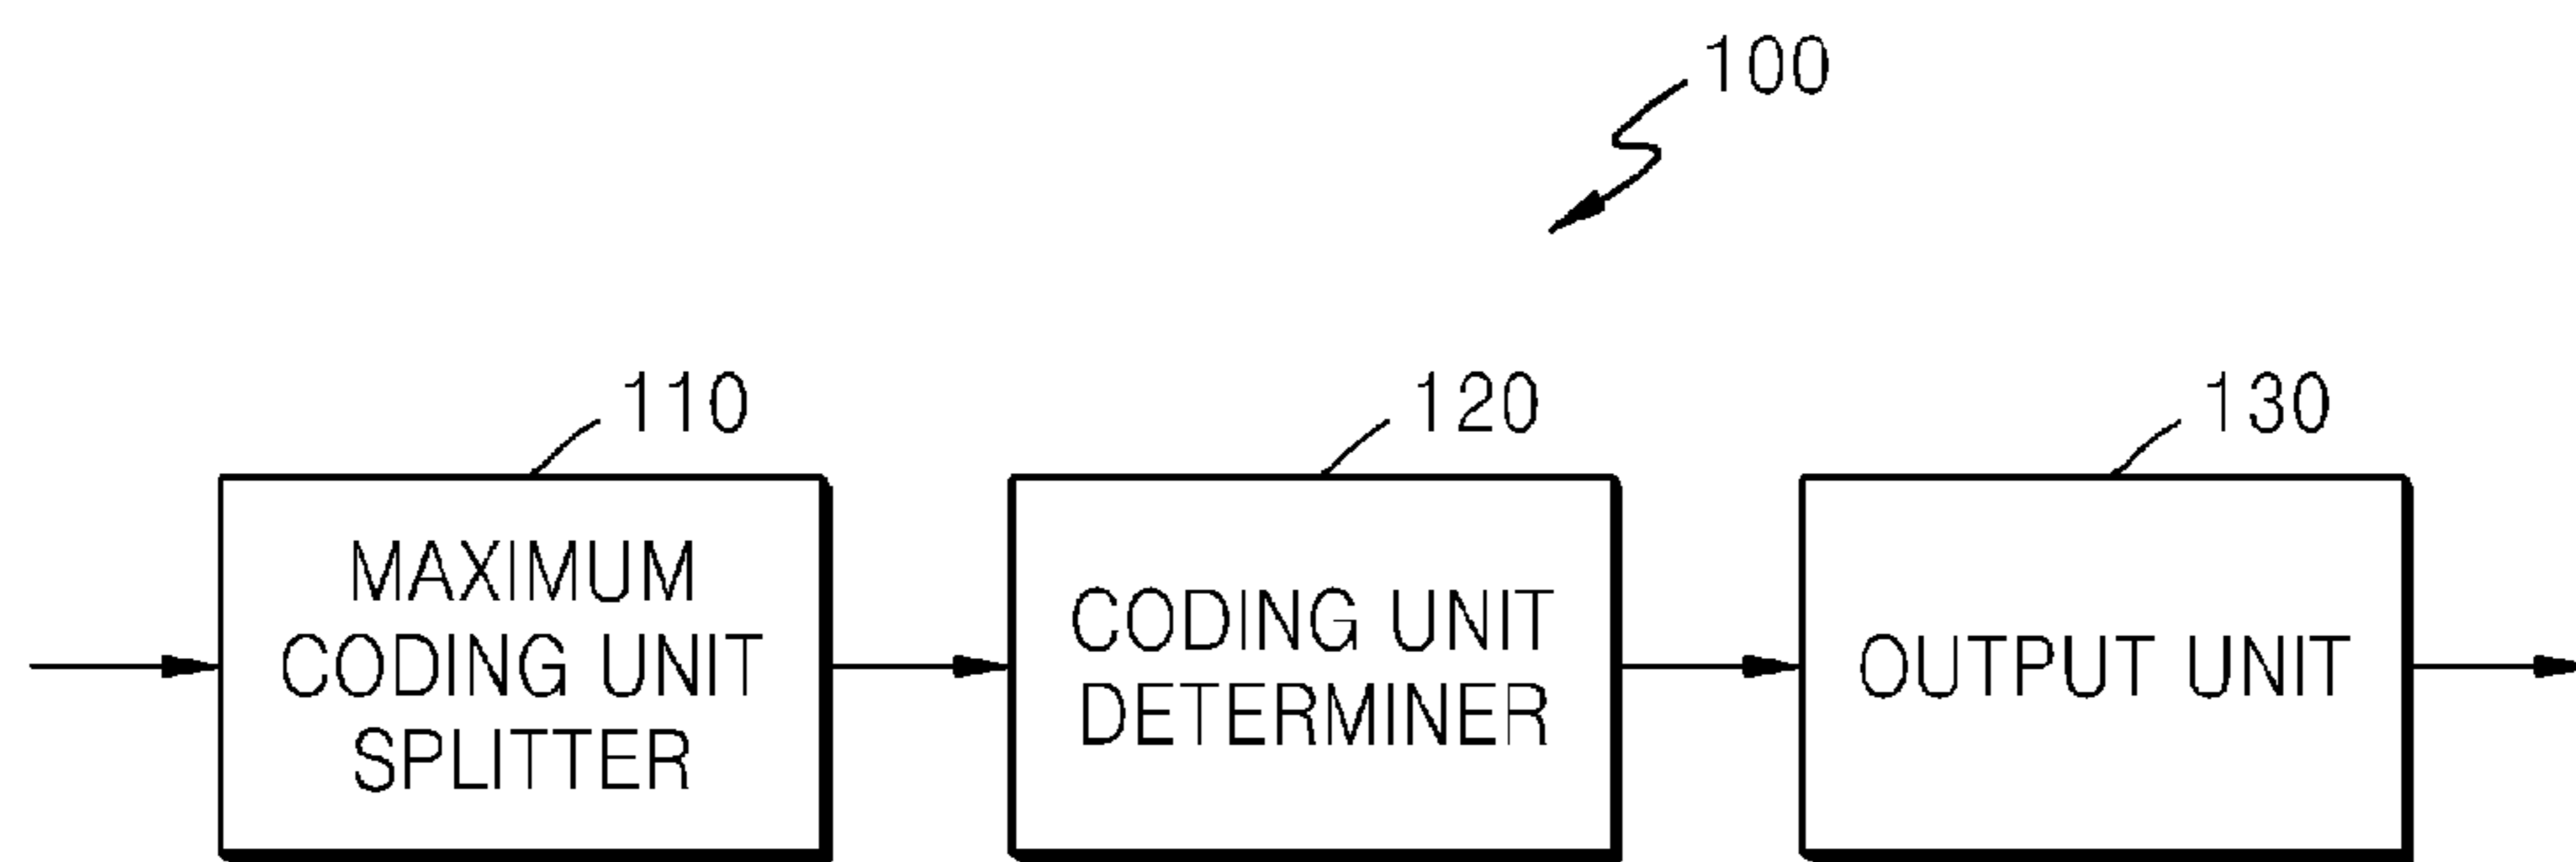 100
110
120
130
MAXIMUM
CODING UNIT
SPLITTER
CODING UNIT
DETERMINER
OUTPUT UNIT